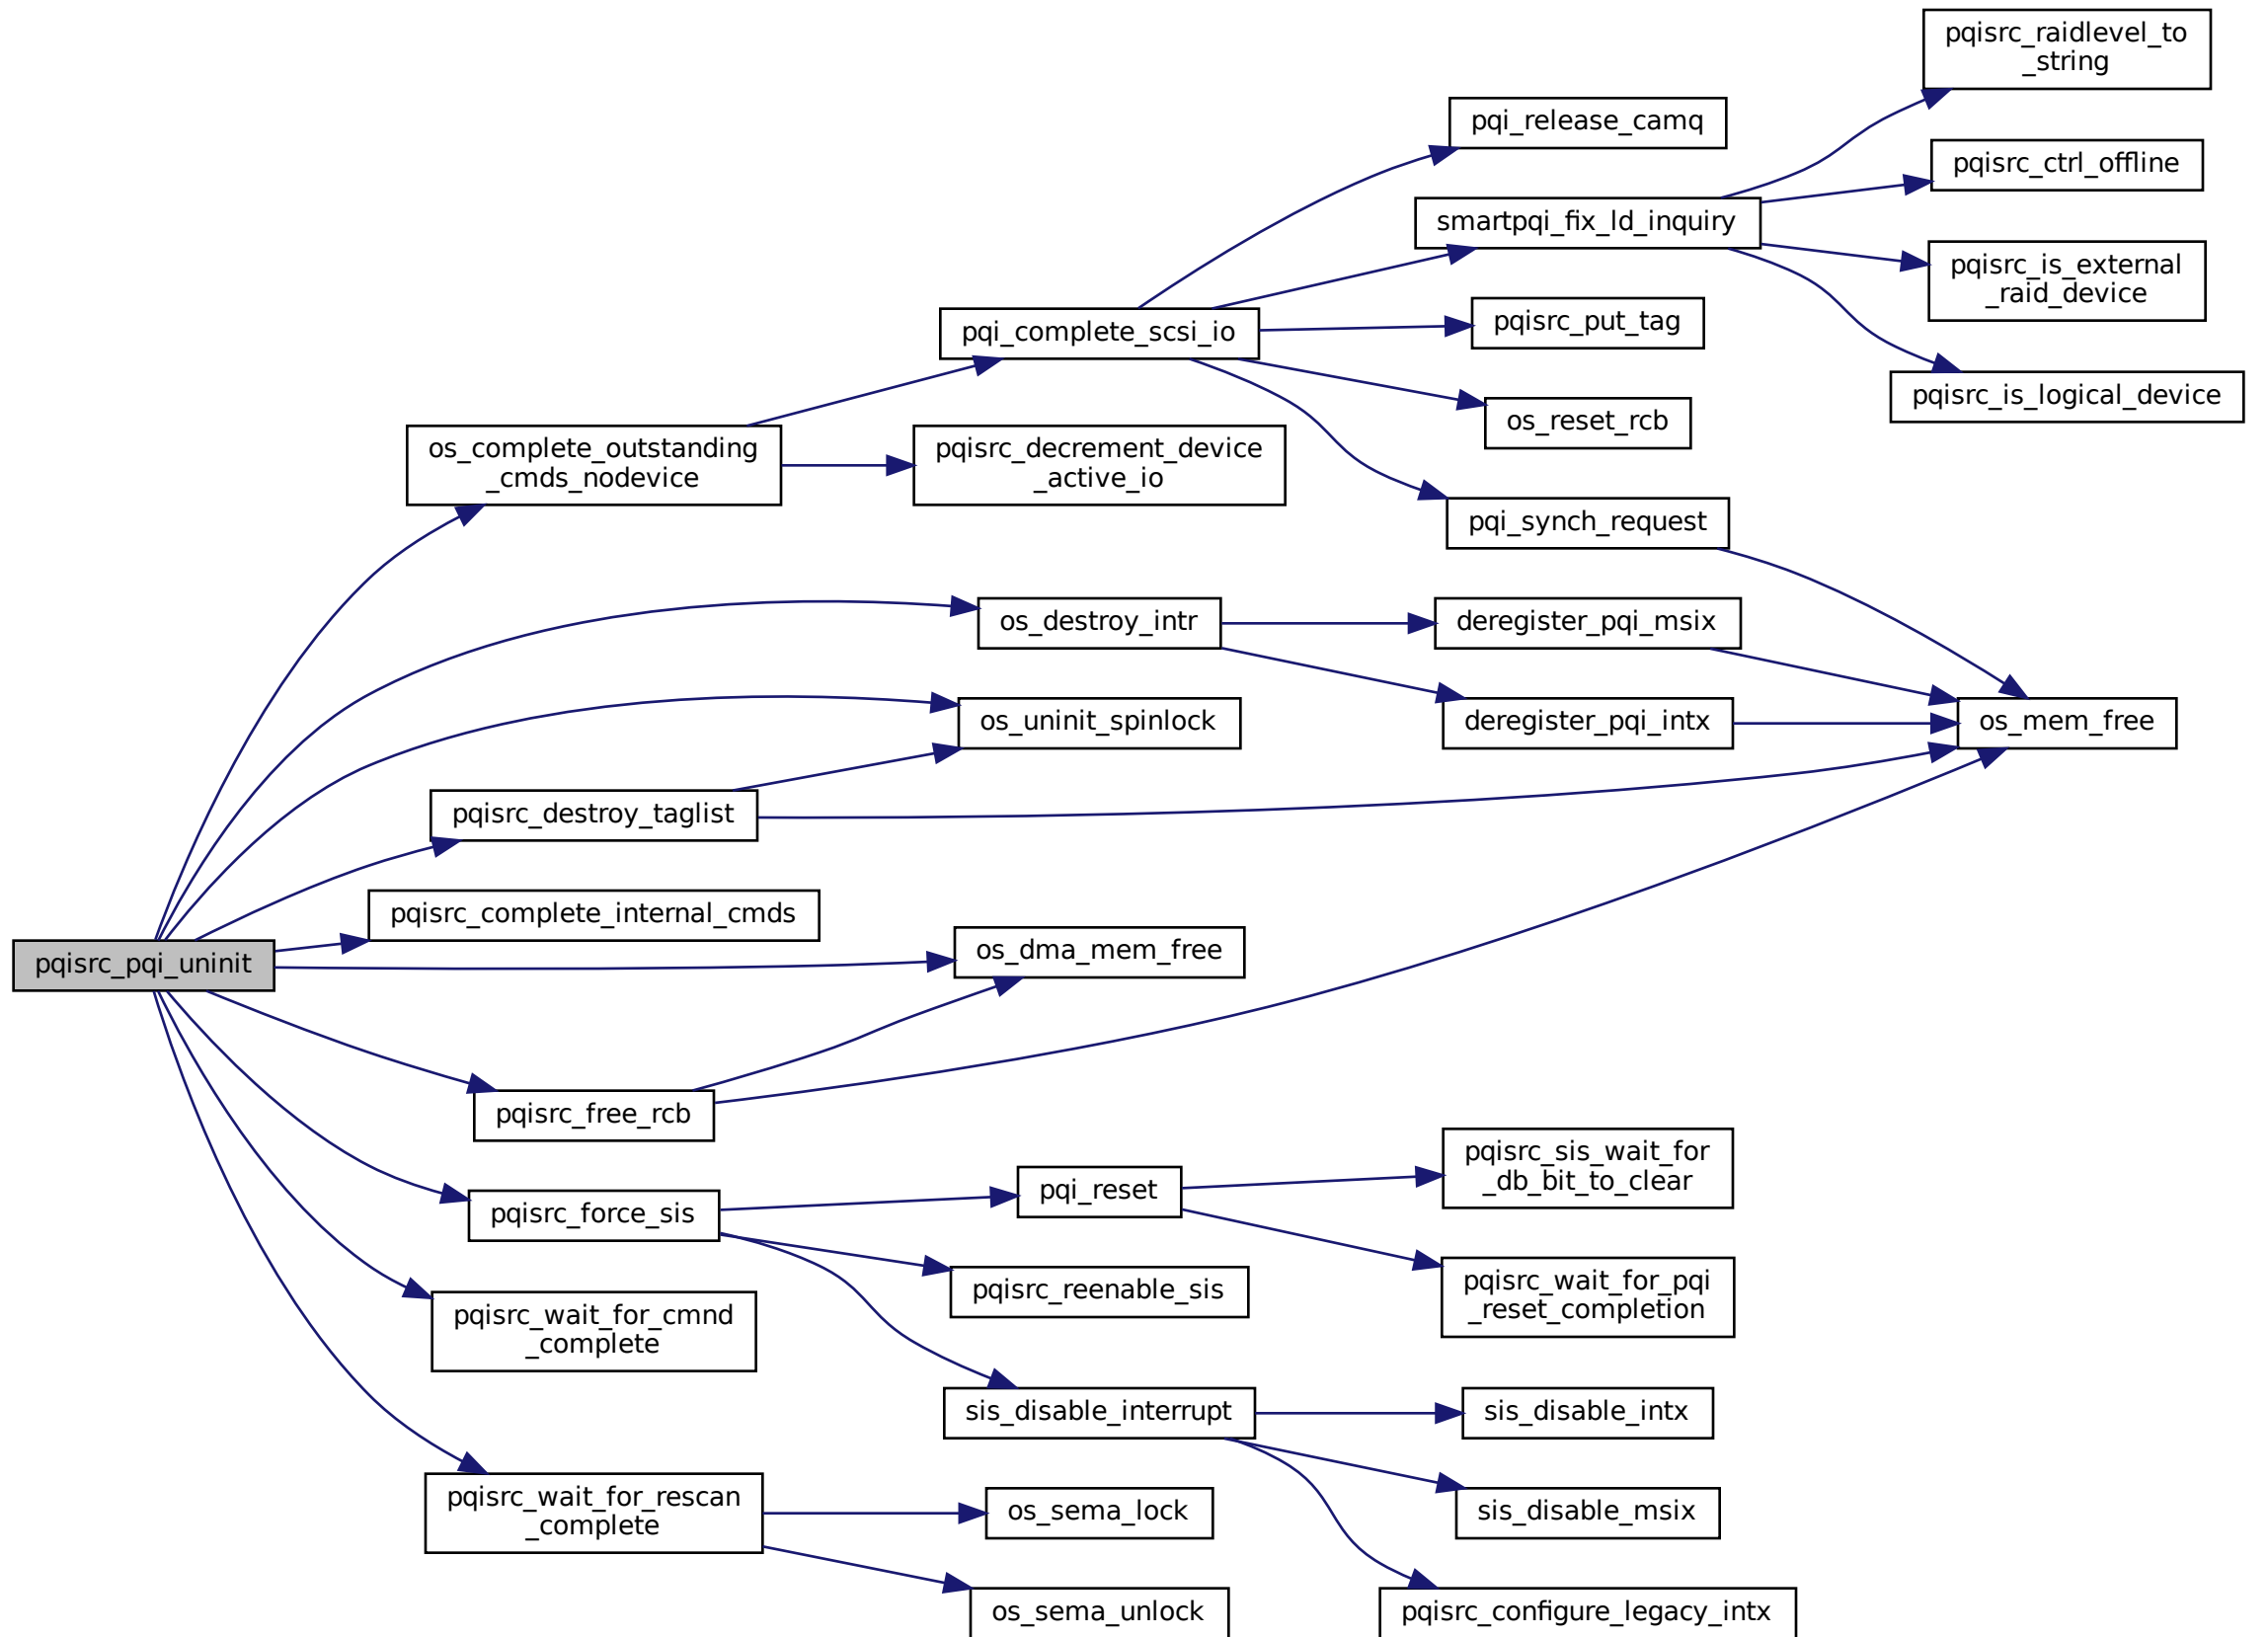 pqisrc_raidlevel_to
_string
pqi_release_camq
pqisrc_ctrl_offline
smartpqi_fix_ld_inquiry
pqisrc_is_external
_raid_device
pqi_complete_scsi_io
pqisrc_put_tag
pqisrc_is_logical_device
os_reset_rcb
os_complete_outstanding
_cmds_nodevice
pqisrc_decrement_device
_active_io
pqi_synch_request
os_destroy_intr
deregister_pqi_msix
os_uninit_spinlock
deregister_pqi_intx
os_mem_free
pqisrc_destroy_taglist
pqisrc_complete_internal_cmds
pqisrc_pqi_uninit
os_dma_mem_free
pqisrc_free_rcb
pqisrc_sis_wait_for
_db_bit_to_clear
pqi_reset
pqisrc_force_sis
pqisrc_reenable_sis
pqisrc_wait_for_pqi
_reset_completion
pqisrc_wait_for_cmnd
_complete
sis_disable_interrupt
sis_disable_intx
pqisrc_wait_for_rescan
_complete
os_sema_lock
sis_disable_msix
os_sema_unlock
pqisrc_configure_legacy_intx